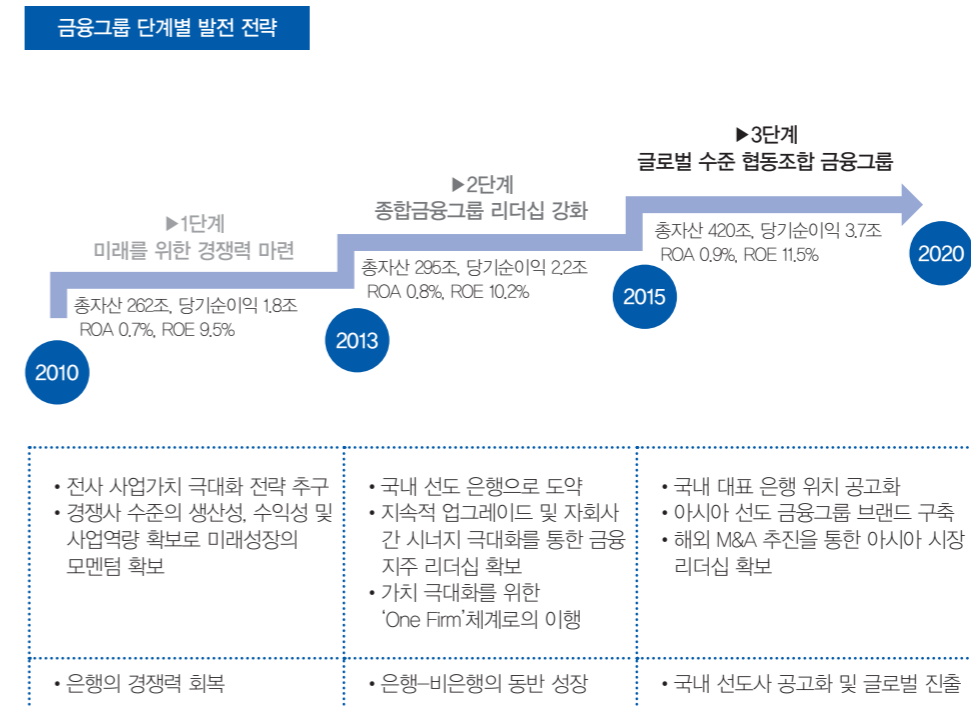 금융그룹 단계별 발전 전략
▶3단계
글로벌 수준 협동조합 금융그룹
▶2단계
종합금융그룹 리더십 강화
▶1단계
미래를 위한 경쟁력 마련
총자산 420조, 당기순이익 3.7조
ROA 0.9%, ROE 11.5%
2020
총자산 295조, 당기순이익 2.2조
ROA 0.8%, ROE 10.2%
2015
총자산 262조, 당기순이익 1.8조
ROA 0.7%, ROE 9.5%
2013
2010
• 전사 사업가치 극대화 전략 추구
• 경쟁사 수준의 생산성, 수익성 및
사업역량 확보로 미래성장의
모멘텀 확보
• 국내 선도 은행으로 도약
• 지속적 업그레이드 및 자회사
간 시너지 극대화를 통한 금융
지주 리더십 확보
• 가치 극대화를 위한
‘One Firm’체계로의 이행
• 국내 대표 은행 위치 공고화
• 아시아 선도 금융그룹 브랜드 구축
• 해외 M&A 추진을 통한 아시아 시장
리더십 확보
• 은행의 경쟁력 회복
• 은행–비은행의 동반 성장
• 국내 선도사 공고화 및 글로벌 진출